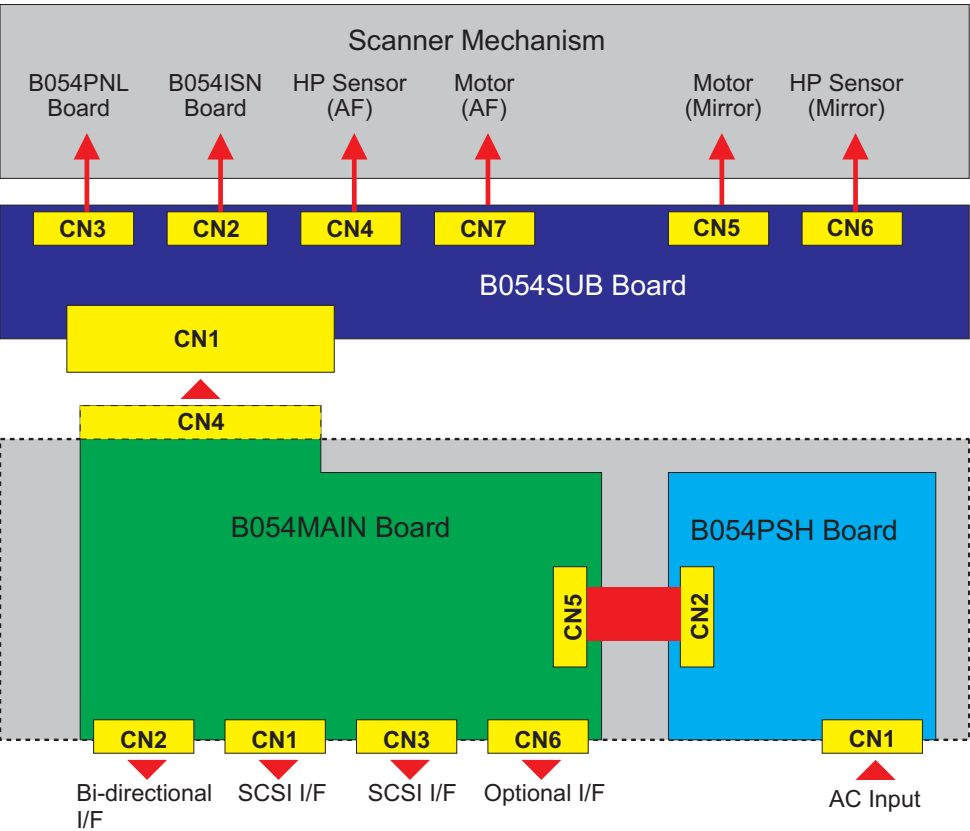 Scanner Mechanism
B054PNL
Board
B054ISN
Board
HP Sensor
(AF)
Motor
(AF)
Motor
(Mirror)
HP Sensor
(Mirror)
CN3
CN2
CN4
CN7
CN5
CN6
B054SUB Board
CN1
CN4
B054MAIN Board
B054PSH Board
CN5
CN2
CN2
CN1
CN3
CN6
CN1
Bi-directional
I/F
SCSI I/F
SCSI I/F
Optional I/F
AC Input